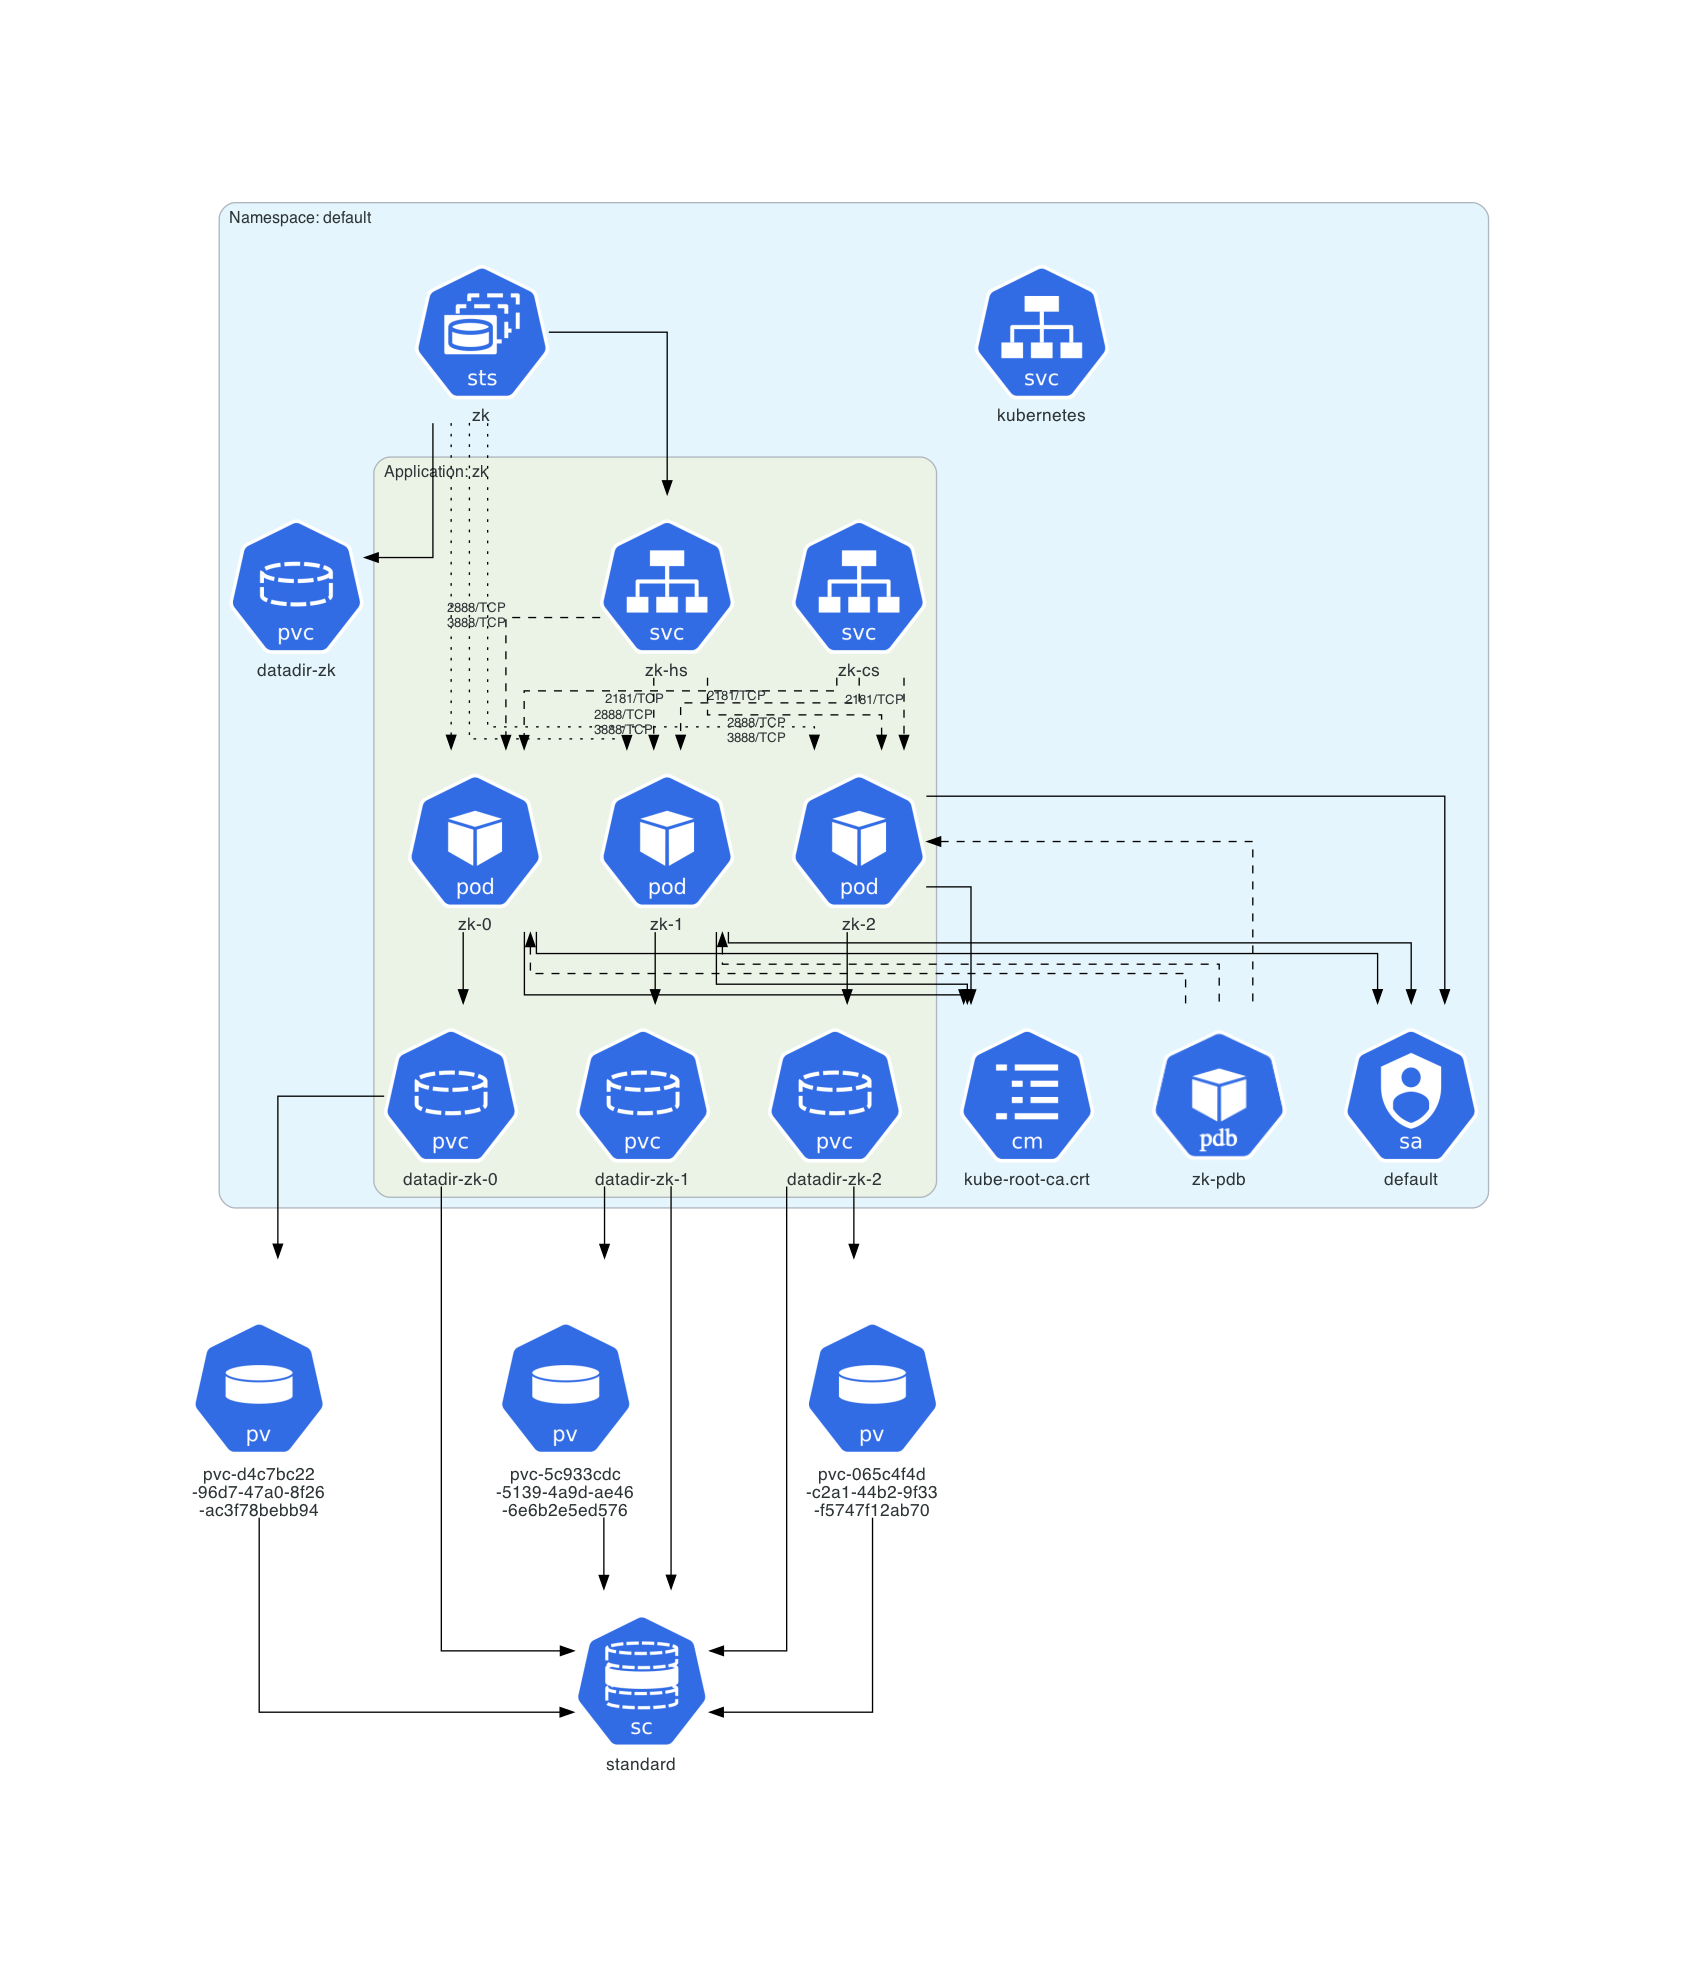 Namespace: default
sts
zk
svc
kubernetes
Application: zk
pvc
datadir-zk
svc
zk-hs
svc
zk-cs
2888/TCP
3888/TCP
2181/TCP
2181/TCP
2181/TCP
2888/TCP
3888/TCP
2888/TCP
3888/TCP
pod
zk-0
pod
zk-1
pod
zk-2
pvc
datadir-zk-0
pvc
datadir-zk-1
pvc
datadir-zk-2
cm
kube-root-ca.crt
pdb
zk-pdb
sa
default
pv
pvc-d4c7bc22
-96d7-47a0-8f26
-ac3f78bebb94
pv
pvc-5c933cdc
-5139-4a9d-ae46
-6e6b2e5ed576
pv
pvc-065c4f4d
-c2a1-44b2-9f33
-f5747f12ab70
sc
standard